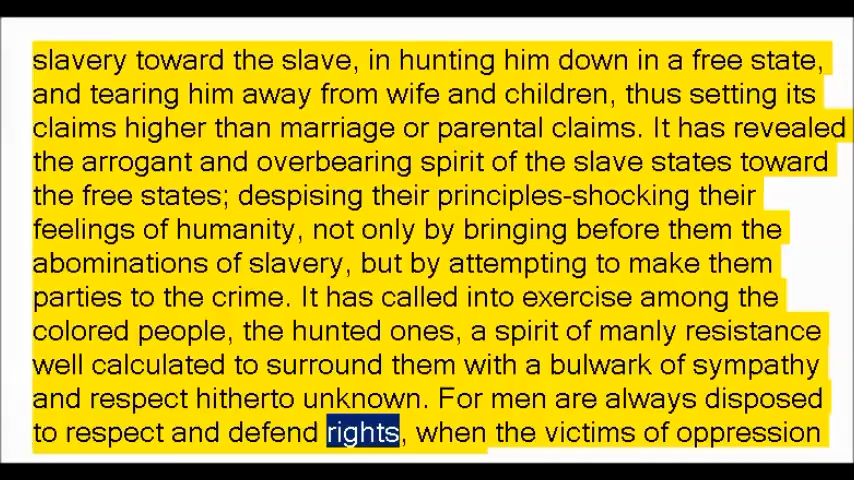 slavery toward the slave, in hunting him down in a free state,
and tearing him away from wife and children, thus setting its
claims higher than marriage or parental claims. It has revealed
the arrogant and overbearing spirit of the slave states toward
the free states; despising their principles-shocking their
feelings of humanity, not only by bringing before them the
abominations of slavery, but by attempting to make them
parties to the crime. It has called into exercise among the
colored people, the hunted ones, a spirit of manly resistance
well calculated to surround them with a bulwark of sympathy
and respect hitherto unknown. For men are always disposed
to respect and defend rights, when the victims of oppression